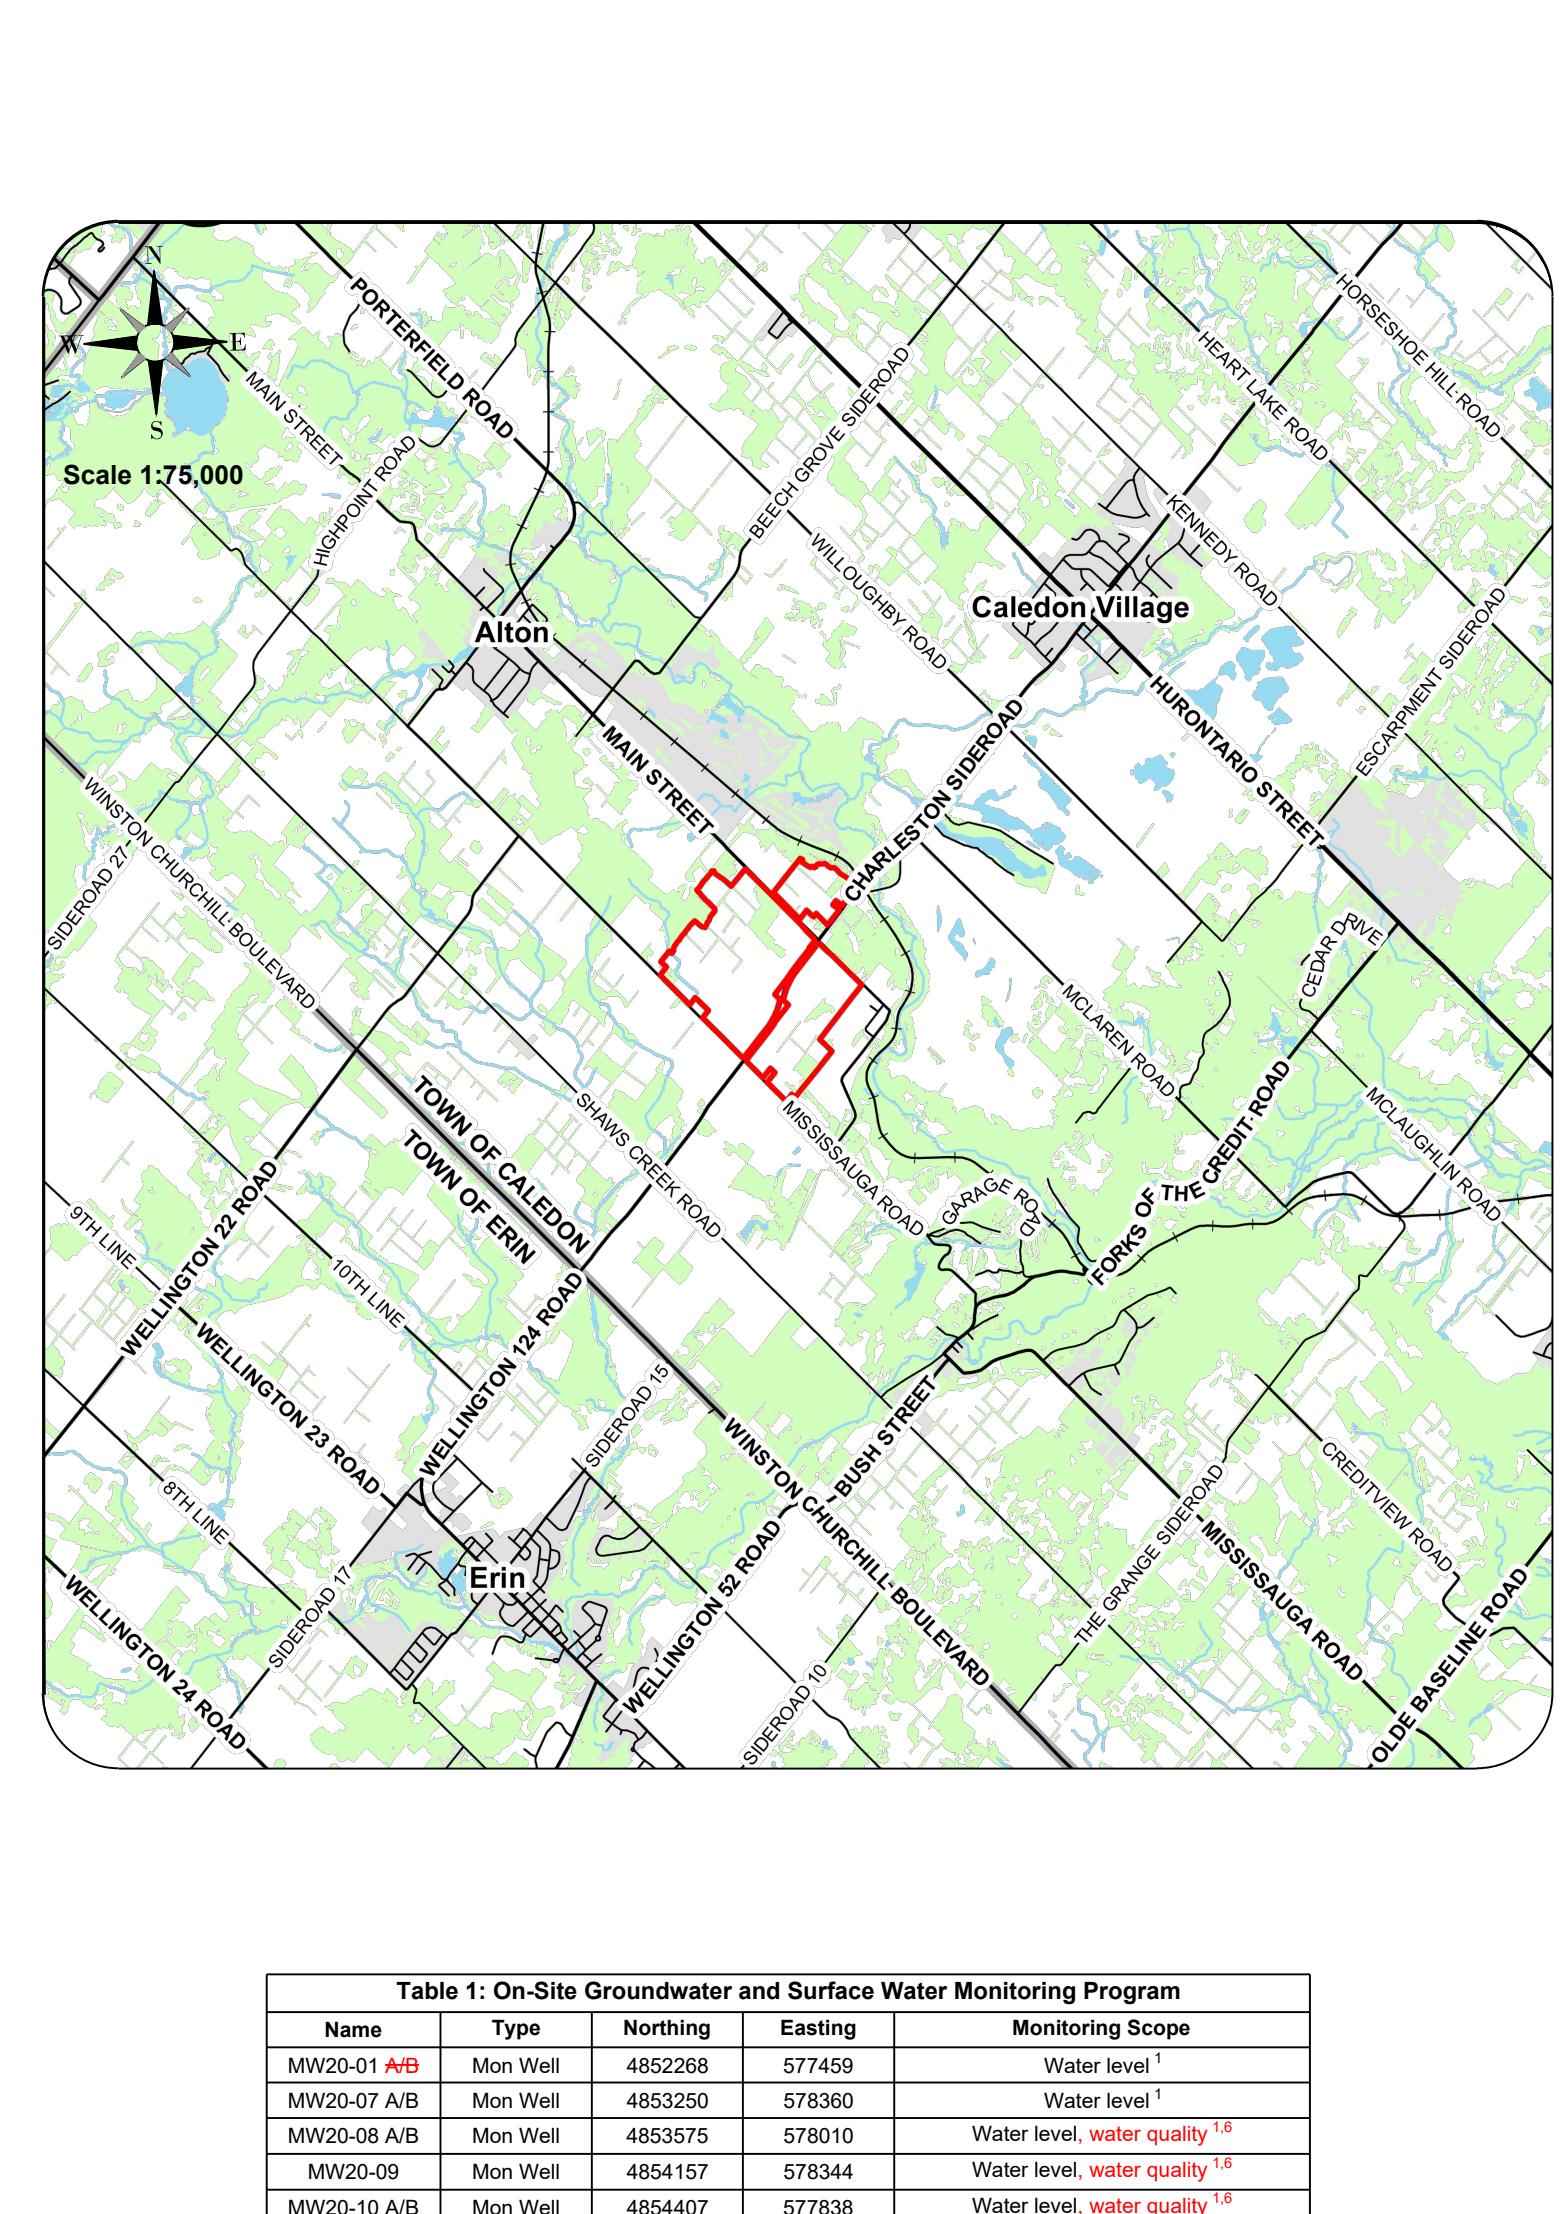 N
W
E
S
Scale 1:75,000
PORTERFIELD ROAD
MAIN STREET
HIGHPOINT ROAD
BEECH GROVE SIDEROAD
WILLOUGHBY ROAD
HORSESHOE HILL ROAD
HEART LAKE ROAD
KENNEDY ROAD
Caledon Village
Alton
MAIN STREET
CHARLESTON SIDEROAD
HURONTARIO STREET
ESCARPMENT SIDEROAD
WINSTON CHURCHILL BOULEVARD
SIDEROAD 27
CEDAR DRIVE
MCLAREN ROAD
MCLAUGHLIN ROAD
TOWN OF CALEDON
TOWN OF ERIN
SHAWS CREEK ROAD
MISSISSAUGA ROAD
GARAGE ROAD
FORKS OF THE CREDIT ROAD
WELLINGTON 22 ROAD
9TH LINE
10TH LINE
WELLINGTON 23 ROAD
WELLINGTON 124 ROAD
SIDEROAD 15
8TH LINE
SIDEROAD 17
WELLINGTON 24 ROAD
Erin
WELLINGTON 52 ROAD
BUSH STREET
WINSTON CHURCHILL BOULEVARD
SIDEROAD 10
THE GRANGE SIDEROAD
MISSISSAUGA ROAD
CREDITVIEW ROAD
OLDE BASELINE ROAD
Table 1: On-Site Groundwater and Surface Water Monitoring Program
Name Type Northing Easting Monitoring Scope
MW20-01 A/B Mon Well 4852268 577459 Water level 1
MW20-07 A/B Mon Well 4853250 578360 Water level 1
MW20-08 A/B Mon Well 4853575 578010 Water level, water quality 1,6
MW20-09 Mon Well 4854157 578344 Water level, water quality 1,6
MW20-10 A/B Mon Well 4854407 577838 Water level, water quality 1,6